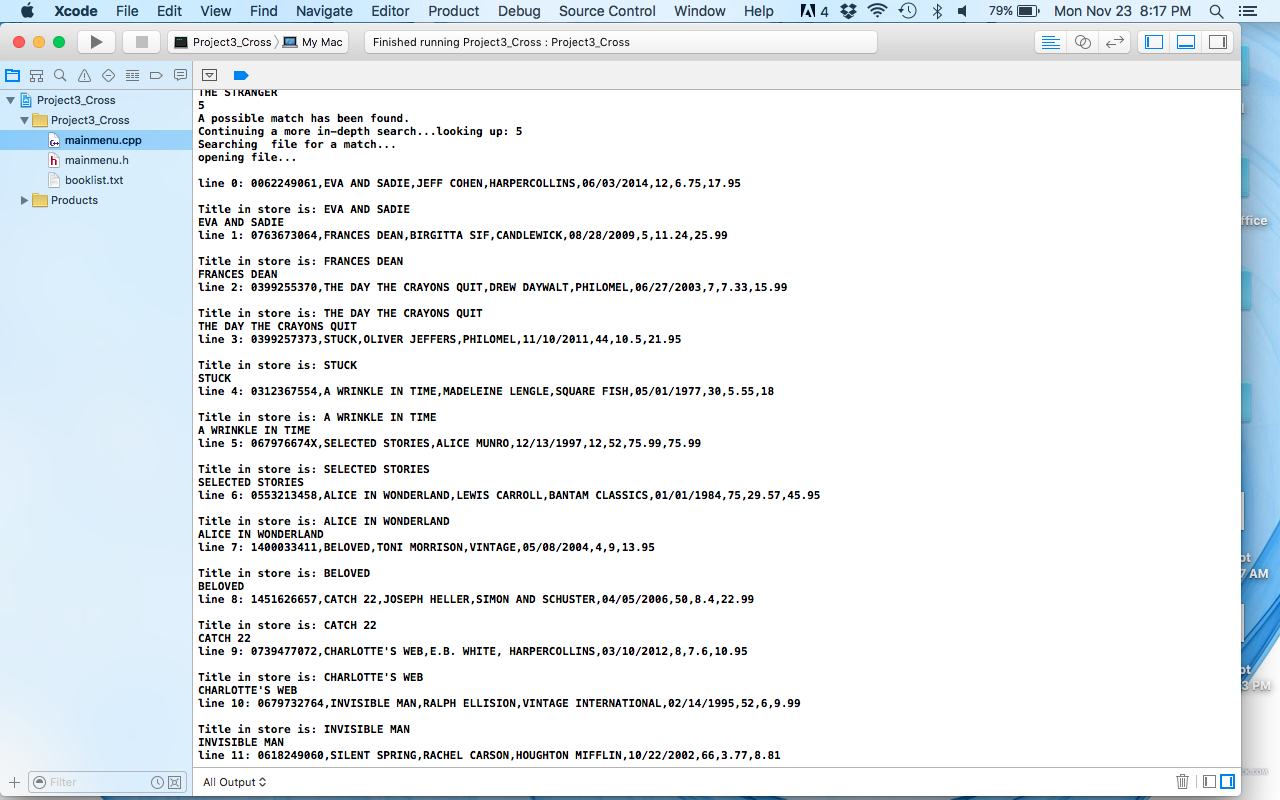 Xcode File Edit View Find Navigate Editor Product Debug Source Control Window Help 4 79% Mon Nov 23 8:17 PM
Project3_Cross My Mac Finished running Project3_Cross : Project3_Cross
Project3_Cross
Project3_Cross
mainmenu.cpp
mainmenu.h
booklist.txt
Products
THE STRANGER
5
A possible match has been found.
Continuing a more in-depth search...looking up: 5
Searching  file for a match...
opening file...
line 0: 0062249061,EVA AND SADIE,JEFF COHEN,HARPERCOLLINS,06/03/2014,12,6.75,17.95
Title in store is: EVA AND SADIE
EVA AND SADIE
line 1: 0763673064,FRANCES DEAN,BIRGITTA SIF,CANDLEWICK,08/28/2009,5,11.24,25.99
Title in store is: FRANCES DEAN
FRANCES DEAN
line 2: 0399255370,THE DAY THE CRAYONS QUIT,DREW DAYWALT,PHILOMEL,06/27/2003,7,7.33,15.99
Title in store is: THE DAY THE CRAYONS QUIT
THE DAY THE CRAYONS QUIT
line 3: 0399257373,STUCK,OLIVER JEFFERS,PHILOMEL,11/10/2011,44,10.5,21.95
Title in store is: STUCK
STUCK
line 4: 0312367554,A WRINKLE IN TIME,MADELEINE LENGLE,SQUARE FISH,05/01/1977,30,5.55,18
Title in store is: A WRINKLE IN TIME
A WRINKLE IN TIME
line 5: 067976674X,SELECTED STORIES,ALICE MUNRO,12/13/1997,12,52,75.99,75.99
Title in store is: SELECTED STORIES
SELECTED STORIES
line 6: 0553213458,ALICE IN WONDERLAND,LEWIS CARROLL,BANTAM CLASSICS,01/01/1984,75,29.57,45.95
Title in store is: ALICE IN WONDERLAND
ALICE IN WONDERLAND
line 7: 1400033411,BELOVED,TONI MORRISON,VINTAGE,05/08/2004,4,9,13.95
Title in store is: BELOVED
BELOVED
line 8: 1451626657,CATCH 22,JOSEPH HELLER,SIMON AND SCHUSTER,04/05/2006,50,8.4,22.99
Title in store is: CATCH 22
CATCH 22
line 9: 0739477072,CHARLOTTE'S WEB,E.B. WHITE, HARPERCOLLINS,03/10/2012,8,7.6,10.95
Title in store is: CHARLOTTE'S WEB
CHARLOTTE'S WEB
line 10: 0679732764,INVISIBLE MAN,RALPH ELLISION,VINTAGE INTERNATIONAL,02/14/1995,52,6,9.99
Title in store is: INVISIBLE MAN
INVISIBLE MAN
line 11: 0618249060,SILENT SPRING,RACHEL CARSON,HOUGHTON MIFFLIN,10/22/2002,66,3.77,8.81
Filter All Output